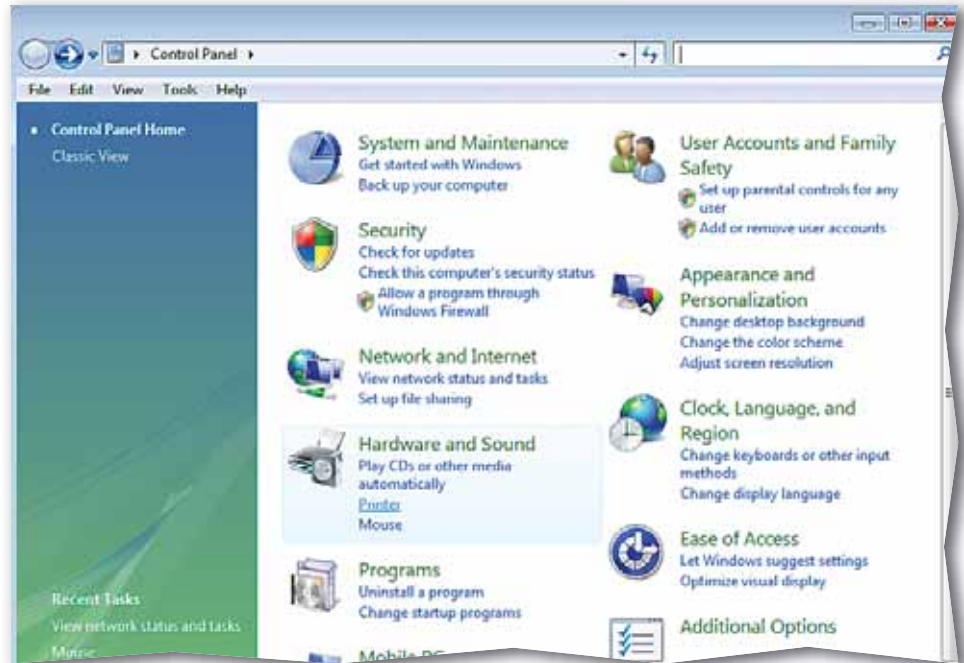 Control Panel
File Edit View Tools Help
Control Panel Home
Classic View
Recent Tasks
View network status and tasks
Mouse
System and Maintenance
Get started with Windows
Back up your computer
Security
Check for updates
Check this computer's security status
Allow a program through
Windows Firewall
Network and Internet
View network status and tasks
Set up file sharing
Hardware and Sound
Play CDs or other media
automatically
Printer
Mouse
Programs
Uninstall a program
Change startup programs
Mobile PC
User Accounts and Family
Safety
Set up parental controls for any
user
Add or remove user accounts
Appearance and
Personalization
Change desktop background
Change the color scheme
Adjust screen resolution
Clock, Language, and
Region
Change keyboards or other input
methods
Change display language
Ease of Access
Let Windows suggest settings
Optimize visual display
Additional Options